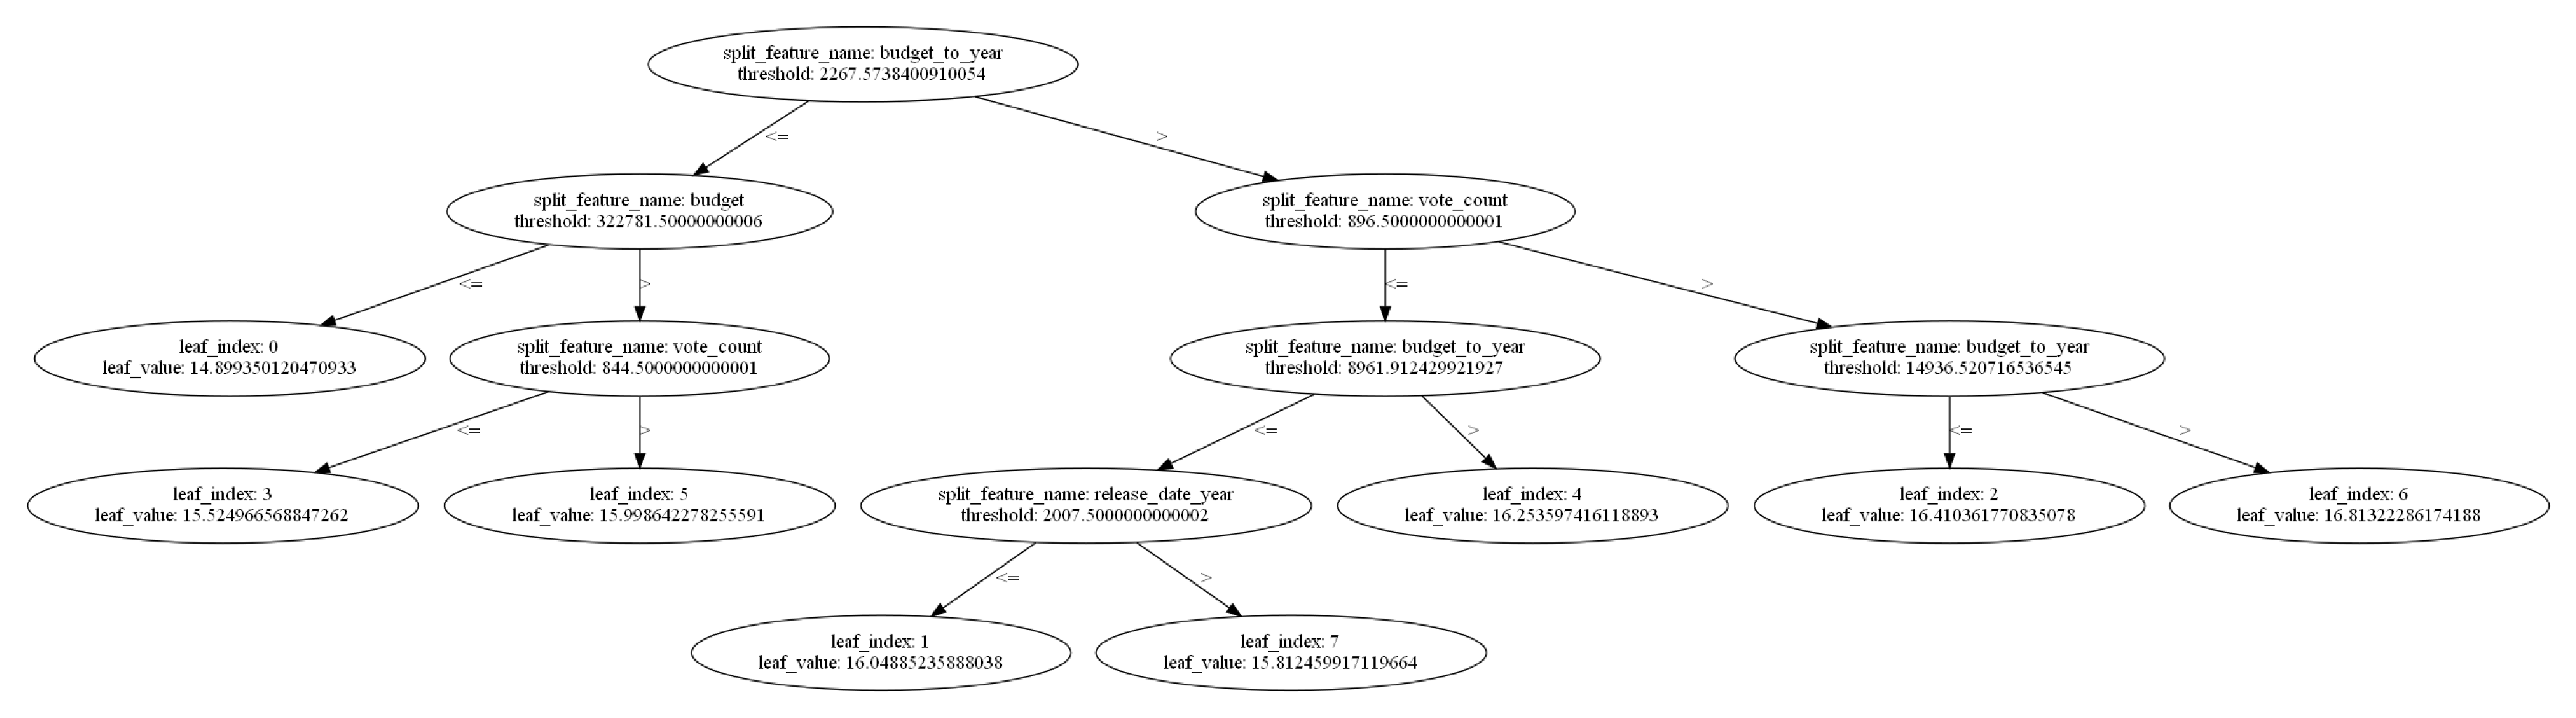 split_feature_name: budget_to_year
threshold: 2267.5738400910054
<=
>
split_feature_name: budget
threshold: 322781.50000000006
split_feature_name: vote_count
threshold: 896.5000000000001
<=
>
<=
>
leaf_index: 0
leaf_value: 14.899350120470933
split_feature_name: vote_count
threshold: 844.5000000000001
split_feature_name: budget_to_year
threshold: 8961.912429921927
split_feature_name: budget_to_year
threshold: 14936.520716536545
<=
>
<=
>
<=
>
leaf_index: 3
leaf_value: 15.524966568847262
leaf_index: 5
leaf_value: 15.998642278255591
split_feature_name: release_date_year
threshold: 2007.5000000000002
leaf_index: 4
leaf_value: 16.253597416118893
leaf_index: 2
leaf_value: 16.410361770835078
leaf_index: 6
leaf_value: 16.81322286174188
<=
>
leaf_index: 1
leaf_value: 16.04885235888038
leaf_index: 7
leaf_value: 15.812459917119664